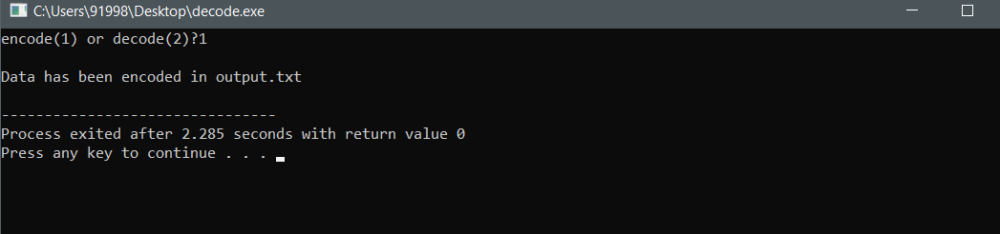 C:\Users\91998\Desktop\decode.exe
encode(1) or decode(2)?1
Data has been encoded in output.txt
--------------------------------
Process exited after 2.285 seconds with return value 0
Press any key to continue . . .